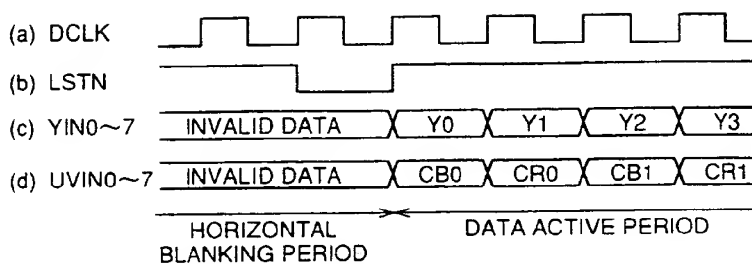 (a) DCLK
(b) LSTN
(c) YIN0~7 INVALID DATA Y0 Y1 Y2 Y3
(d) UVIN0~7 INVALID DATA CB0 CR0 CB1 CR1
HORIZONTAL BLANKING PERIOD
DATA ACTIVE PERIOD